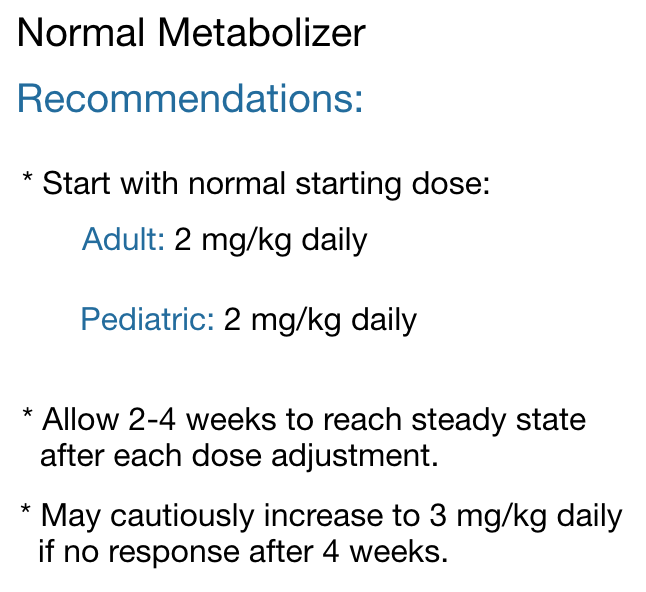 Normal Metabolizer
Recommendations:
* Start with normal starting dose:
Adult: 2 mg/kg daily
Pediatric: 2 mg/kg daily
* Allow 2-4 weeks to reach steady state
after each dose adjustment.
* May cautiously increase to 3 mg/kg daily
if no response after 4 weeks.